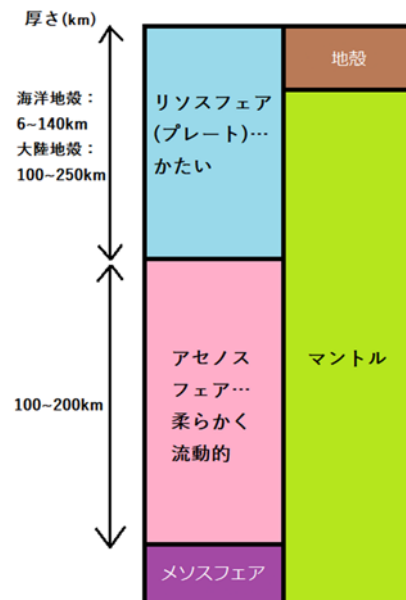 厚さ(km)
海洋地殻：
6~140km
大陸地殻：
100~250km
リソスフェア
(プレート)…
かたい
地殻
100~200km
アセノス
フェア…
柔らかく
流動的
マントル
メソスフェア